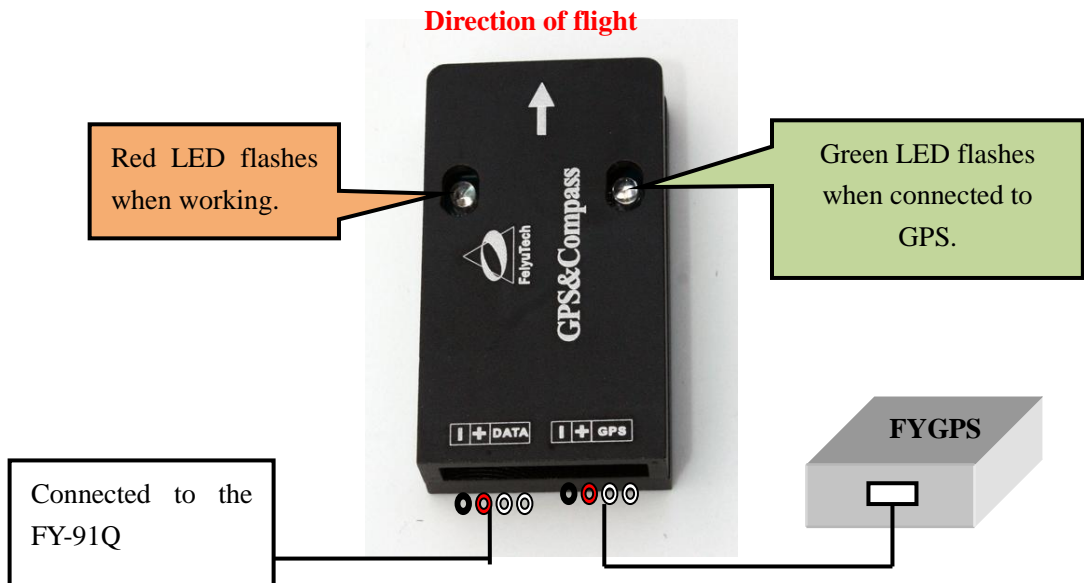 Direction of flight
Red LED flashes
when working.
Green LED flashes
when connected to
GPS.
FeiyuTech
GPS&Compass
I + DATA
I + GPS
FYGPS
Connected to the
FY-91Q